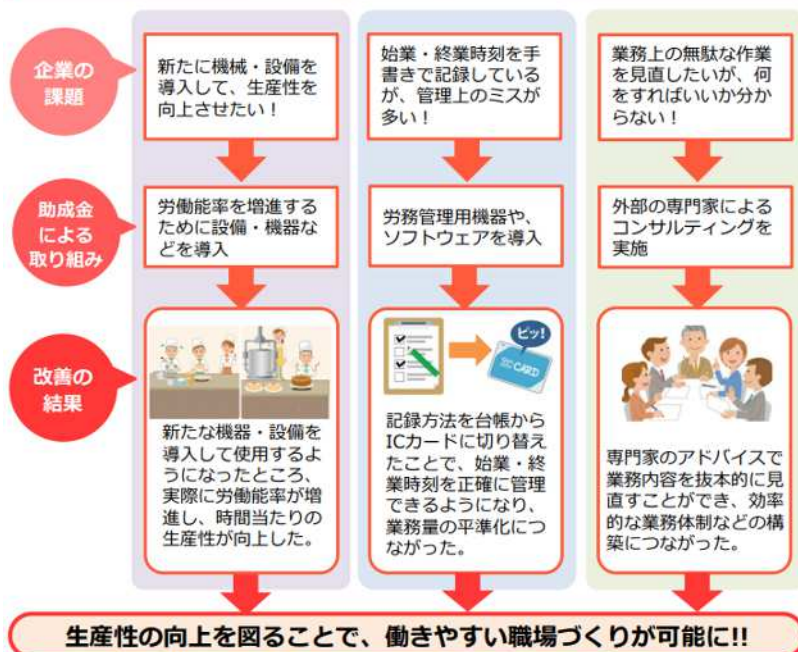 企業の
課題
新たに機械・設備を
導入して、生産性を
向上させたい！
始業・終業時刻を手
書きで記録している
が、管理上のミスが
多い！
業務上の無駄な作業
を見直したいが、何
をすればいいか分か
らない！
助成金
による
取り組み
労働能率を増進する
ために設備・機器な
どを導入
労務管理用機器や、
ソフトウェアを導入
外部の専門家による
コンサルティングを
実施
改善の
結果
新たな機器・設備を
導入して使用するよ
うになったところ、
実際に労働能率が増
進し、時間当たりの
生産性が向上した。
ピッ!
IC CARD
記録方法を台帳から
ICカードに切り替え
たことで、始業・終
業時刻を正確に管理
できるようになり、
業務量の平準化につ
ながった。
専門家のアドバイスで
業務内容を抜本的に見
直すことができ、効率
的な業務体制などの構
築につながった。
生産性の向上を図ることで、働きやすい職場づくりが可能に!!